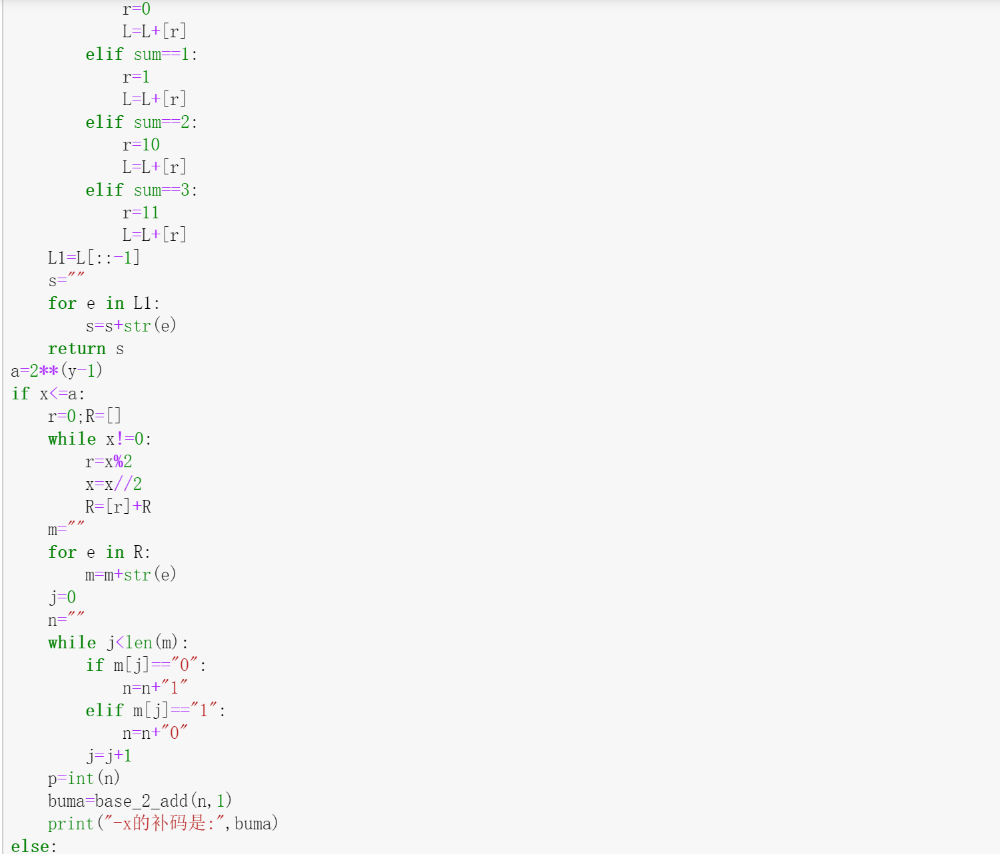 r=0
            L=L+[r]
        elif sum==1:
            r=1
            L=L+[r]
        elif sum==2:
            r=10
            L=L+[r]
        elif sum==3:
            r=11
            L=L+[r]
    L1=L[::-1]
    s=""
    for e in L1:
        s=s+str(e)
    return s
a=2**(y-1)
if x<=a:
    r=0;R=[]
    while x!=0:
        r=x%2
        x=x//2
        R=[r]+R
    m=""
    for e in R:
        m=m+str(e)
    j=0
    n=""
    while j<len(m):
        if m[j]=="0":
            n=n+"1"
        elif m[j]=="1":
            n=n+"0"
        j=j+1
    p=int(n)
    buma=base_2_add(n,1)
    print("-x的补码是:",buma)
else: